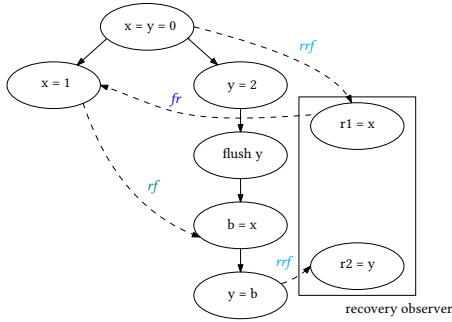 x = y = 0
rrf
x = 1
y = 2
fr
r1 = x
flush y
rf
b = x
rrf
r2 = y
y = b
recovery observer